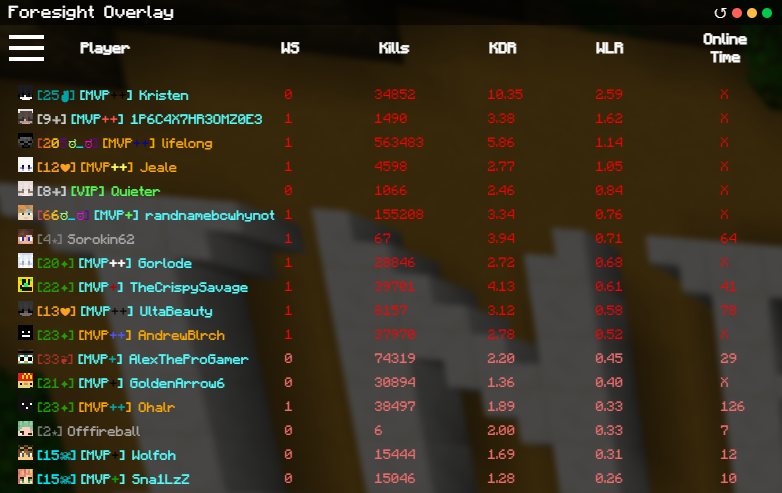 Foresight Overlay
Player WS Kills KDR WLR Online Time
[25] [MVP++] Kristen 0 34852 10.35 2.59 X
[9+] [MVP++] 1P6C4X7HR3OMZ0E3 1 1490 3.38 1.62 X
[20ಠ_ಠ] [MVP++] lifelong 1 563483 5.86 1.14 X
[12♥] [MVP++] Jeale 1 4598 2.77 1.05 X
[8+] [VIP] Quieter 0 1066 2.46 0.84 X
[66ಠ_ಠ] [MVP+] randnamebcwhynot 1 155208 3.34 0.76 X
[4⋆] Sorokin62 1 67 3.94 0.71 64
[20✦] [MVP++] Gorlode 1 28846 2.72 0.68 X
[22✦] [MVP+] TheCrispySavage 1 39701 4.13 0.61 41
[13♥] [MVP++] UltaBeauty 1 8157 3.12 0.58 78
[23✦] [MVP++] AndrewBlrch 1 37970 2.78 0.52 X
[33] [MVP+] AlexTheProGamer 0 74319 2.20 0.45 29
[21✦] [MVP+] GoldenArrow6 0 30894 1.36 0.40 X
[23✦] [MVP++] Ohalr 1 38497 1.89 0.33 126
[2⋆] Offfireball 0 6 2.00 0.33 7
[15☠] [MVP+] Wolfoh 0 15444 1.69 0.31 12
[15☠] [MVP+] Sna1LzZ 0 15046 1.28 0.26 10